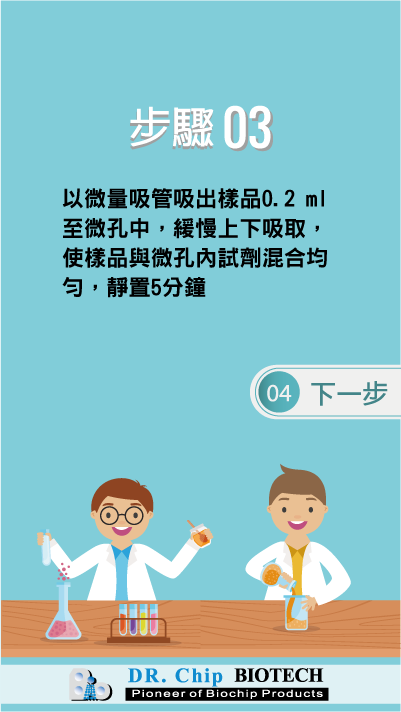 步驟 03
以微量吸管吸出樣品0.2 ml
至微孔中，緩慢上下吸取，
使樣品與微孔內試劑混合均
勻，靜置5分鐘
04 下一步
DR. Chip BIOTECH
Pioneer of Biochip Products